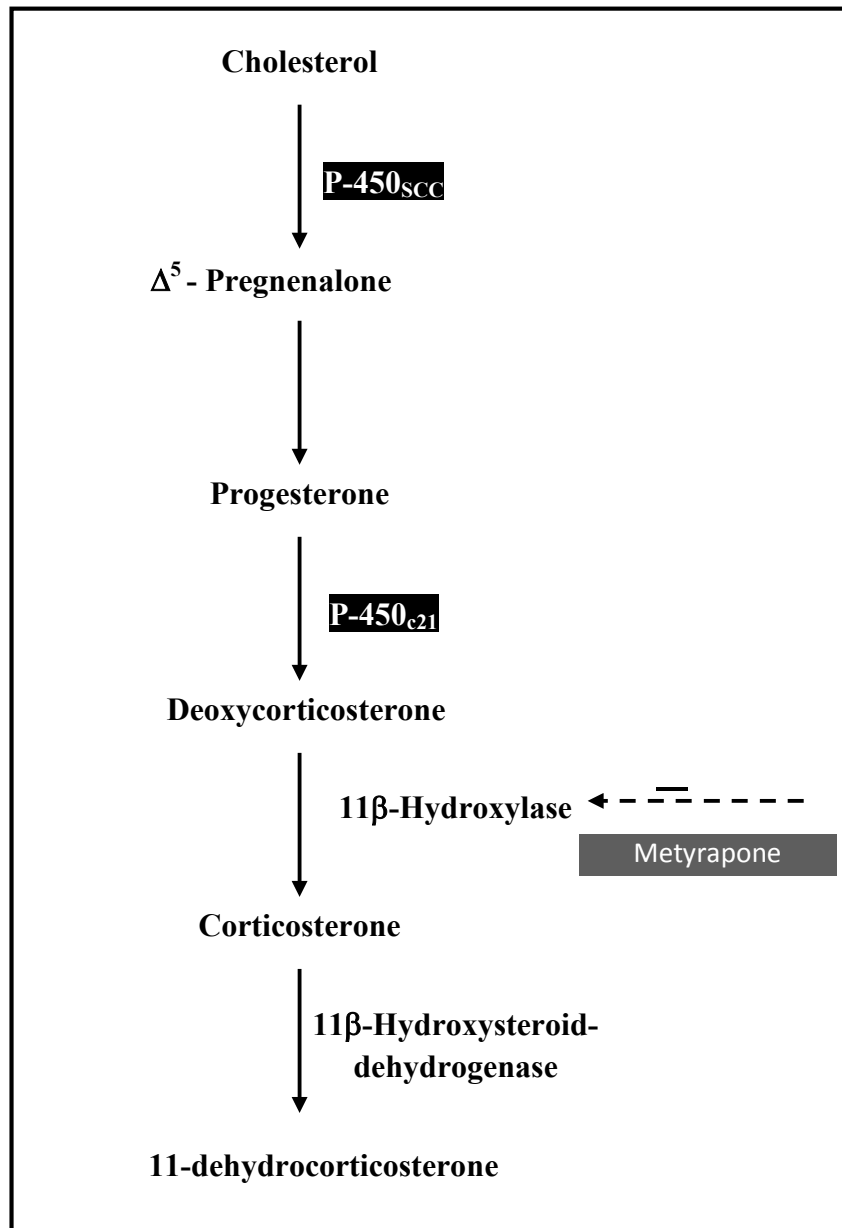 Cholesterol
P-450SCC
Δ5 - Pregnenalone
Progesterone
P-450c21
Deoxycorticosterone
11β-Hydroxylase
Metyrapone
Corticosterone
11β-Hydroxysteroid-
dehydrogenase
11-dehydrocorticosterone